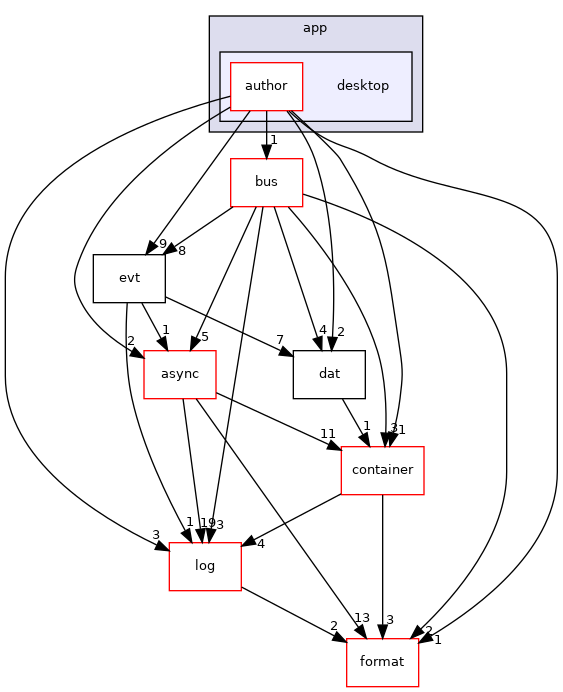 app
author desktop
1
bus
9 8
evt
1 5 4 2
2 7
async dat
11 1 3 1
container
1 19 3
3 4
log
2 13 3 2 1
format